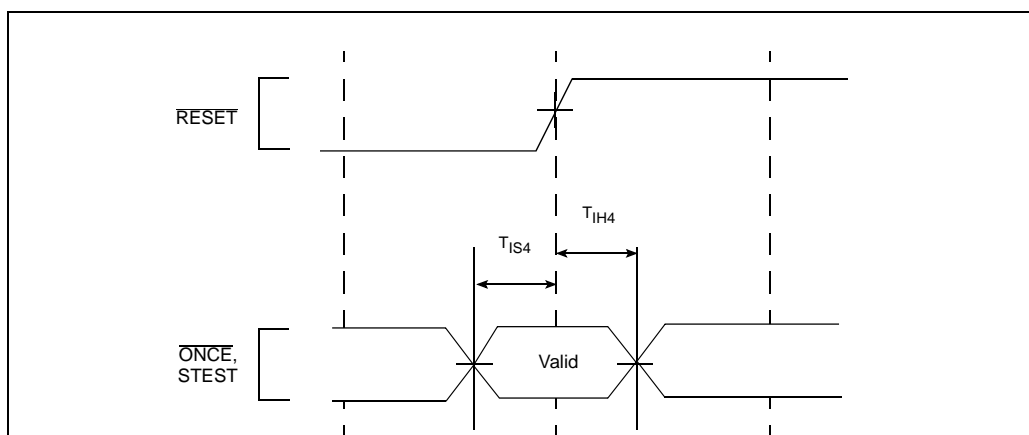 RESET
TIH4
TIS4
ONCE,
STEST
Valid